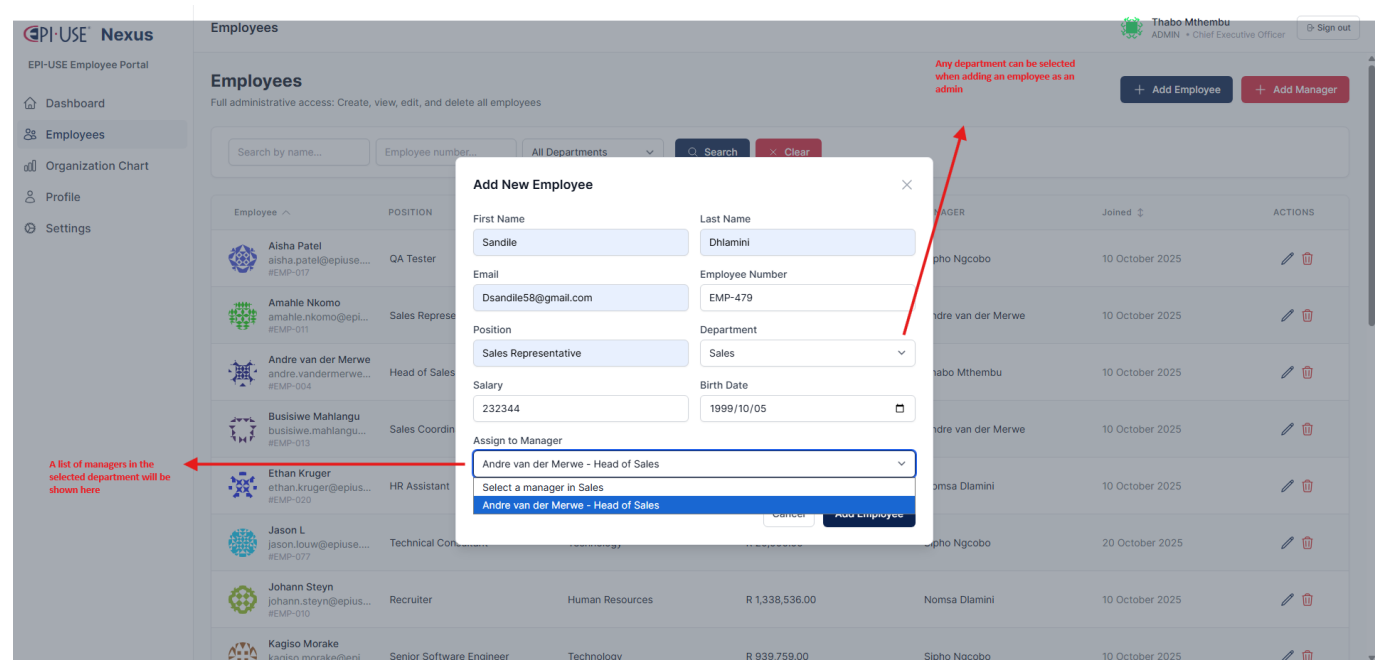 EPI·USE Nexus
EPI-USE Employee Portal
Dashboard
Employees
Organization Chart
Profile
Settings
Employees
Thabo Mthembu
ADMIN • Chief Executive Officer
Sign out
Employees
Full administrative access: Create, view, edit, and delete all employees
Any department can be selected
when adding an employee as an
admin
+ Add Employee
+ Add Manager
Search by name...
Employee number...
All Departments
Search
Clear
Employee
POSITION
Joined
ACTIONS
Aisha Patel
aisha.patel@epiuse....
#EMP-017
QA Tester
10 October 2025
Amahle Nkomo
amahle.nkomo@epi...
#EMP-011
Sales Represe
ndre van der Merwe
10 October 2025
Andre van der Merwe
andre.vandermerwe...
#EMP-004
Head of Sales
habo Mthembu
10 October 2025
Busisiwe Mahlangu
busisiwe.mahlangu...
#EMP-013
Sales Coordin
ndre van der Merwe
10 October 2025
Ethan Kruger
ethan.kruger@epius...
#EMP-020
HR Assistant
omsa Dlamini
10 October 2025
Jason L
jason.louw@epiuse....
#EMP-077
Technical Consultant
Technology
ipho Ngcobo
20 October 2025
Johann Steyn
johann.steyn@epius...
#EMP-010
Recruiter
Human Resources
R 1,338,536.00
Nomsa Dlamini
10 October 2025
Kagiso Morake
kagiso.morake@epi...
Senior Software Engineer
Technology
R 939,759.00
Sipho Ngcobo
10 October 2025
A list of managers in the
selected department will be
shown here
Add New Employee
First Name
Last Name
Sandile
Dhlamini
Email
Employee Number
Dsandile58@gmail.com
EMP-479
Position
Department
Sales Representative
Sales
Salary
Birth Date
232344
1999/10/05
Assign to Manager
Andre van der Merwe - Head of Sales
Select a manager in Sales
Andre van der Merwe - Head of Sales
Cancel
Add Employee